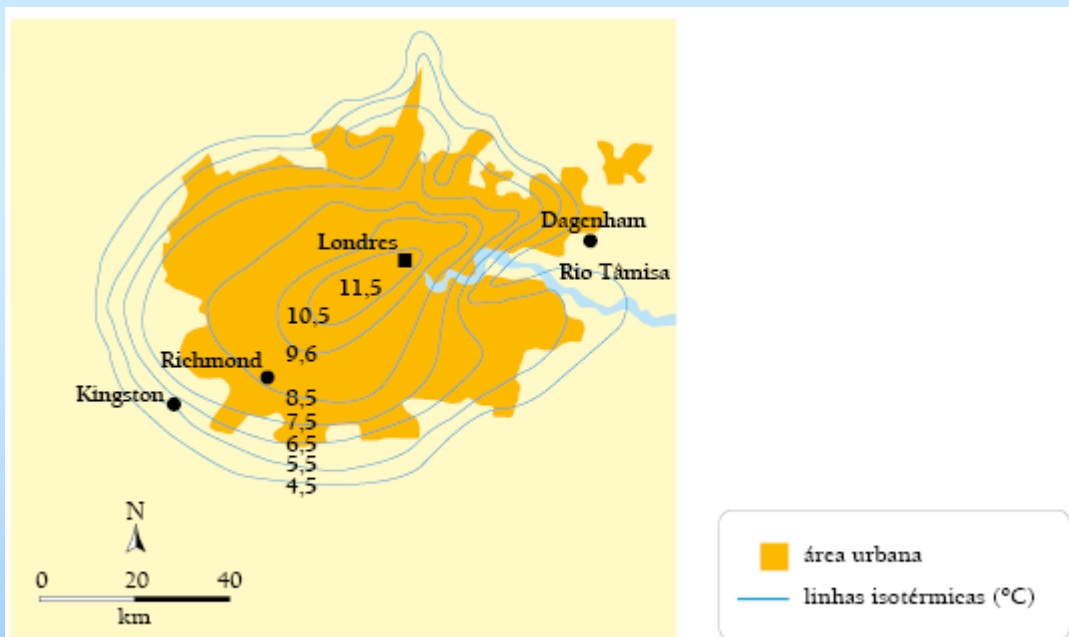 Dagenham
Londres
Rio Tâmisa
11,5
10,5
9,6
Richmond
Kingston
8,5
7,5
6,5
5,5
4,5
N
0 20 40
km
área urbana
linhas isotérmicas (°C)